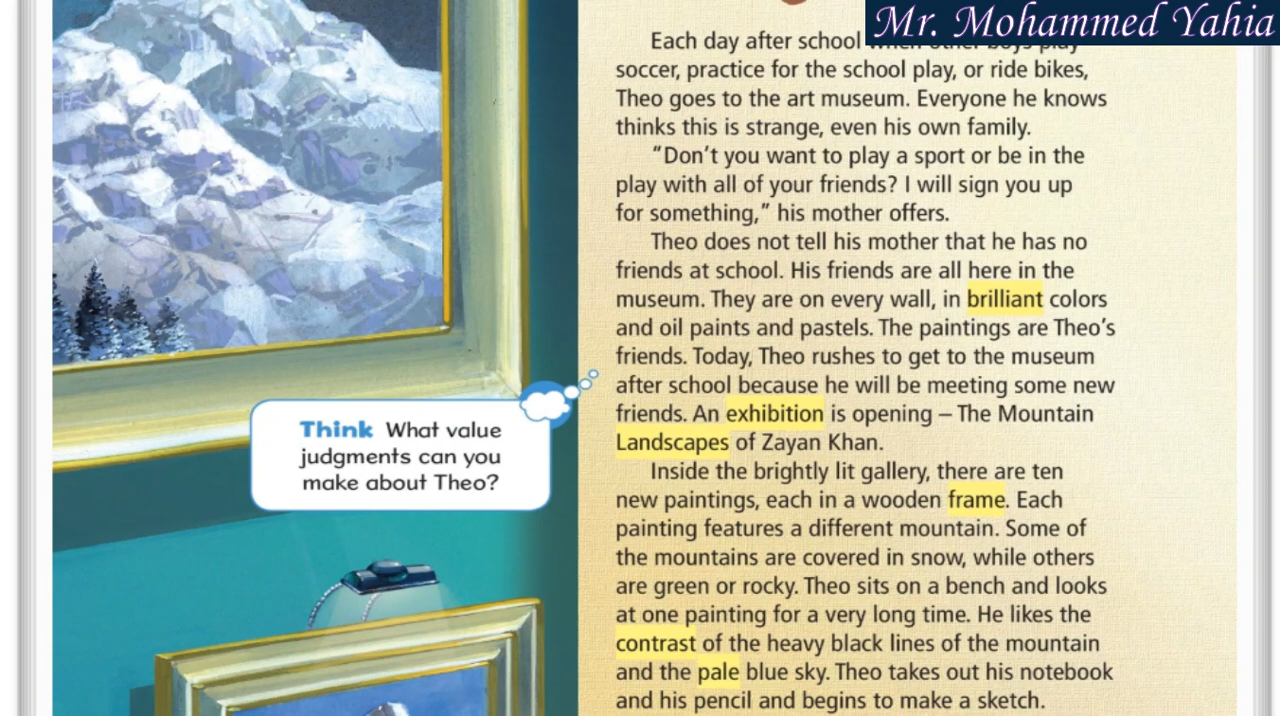 Mr. Mohammed Yahia
Each day after school when other boys play
soccer, practice for the school play, or ride bikes,
Theo goes to the art museum. Everyone he knows
thinks this is strange, even his own family.
“Don’t you want to play a sport or be in the
play with all of your friends? I will sign you up
for something,” his mother offers.
Theo does not tell his mother that he has no
friends at school. His friends are all here in the
museum. They are on every wall, in brilliant colors
and oil paints and pastels. The paintings are Theo’s
friends. Today, Theo rushes to get to the museum
after school because he will be meeting some new
friends. An exhibition is opening – The Mountain
Landscapes of Zayan Khan.
Inside the brightly lit gallery, there are ten
new paintings, each in a wooden frame. Each
painting features a different mountain. Some of
the mountains are covered in snow, while others
are green or rocky. Theo sits on a bench and looks
at one painting for a very long time. He likes the
contrast of the heavy black lines of the mountain
and the pale blue sky. Theo takes out his notebook
and his pencil and begins to make a sketch.
Think What value
judgments can you
make about Theo?